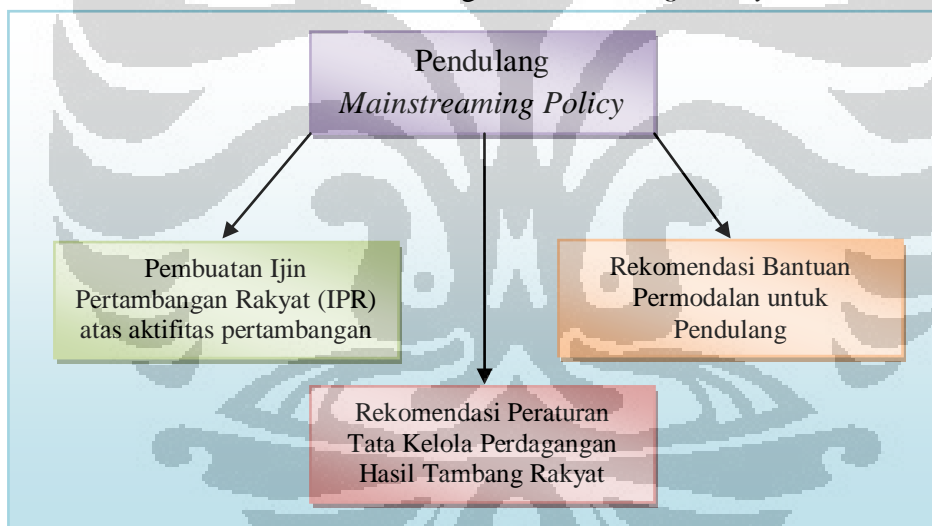 Pendulang
Mainstreaming Policy
Pembuatan Ijin
Pertambangan Rakyat (IPR)
atas aktifitas pertambangan
Rekomendasi Bantuan
Permodalan untuk
Pendulang
Rekomendasi Peraturan
Tata Kelola Perdagangan
Hasil Tambang Rakyat